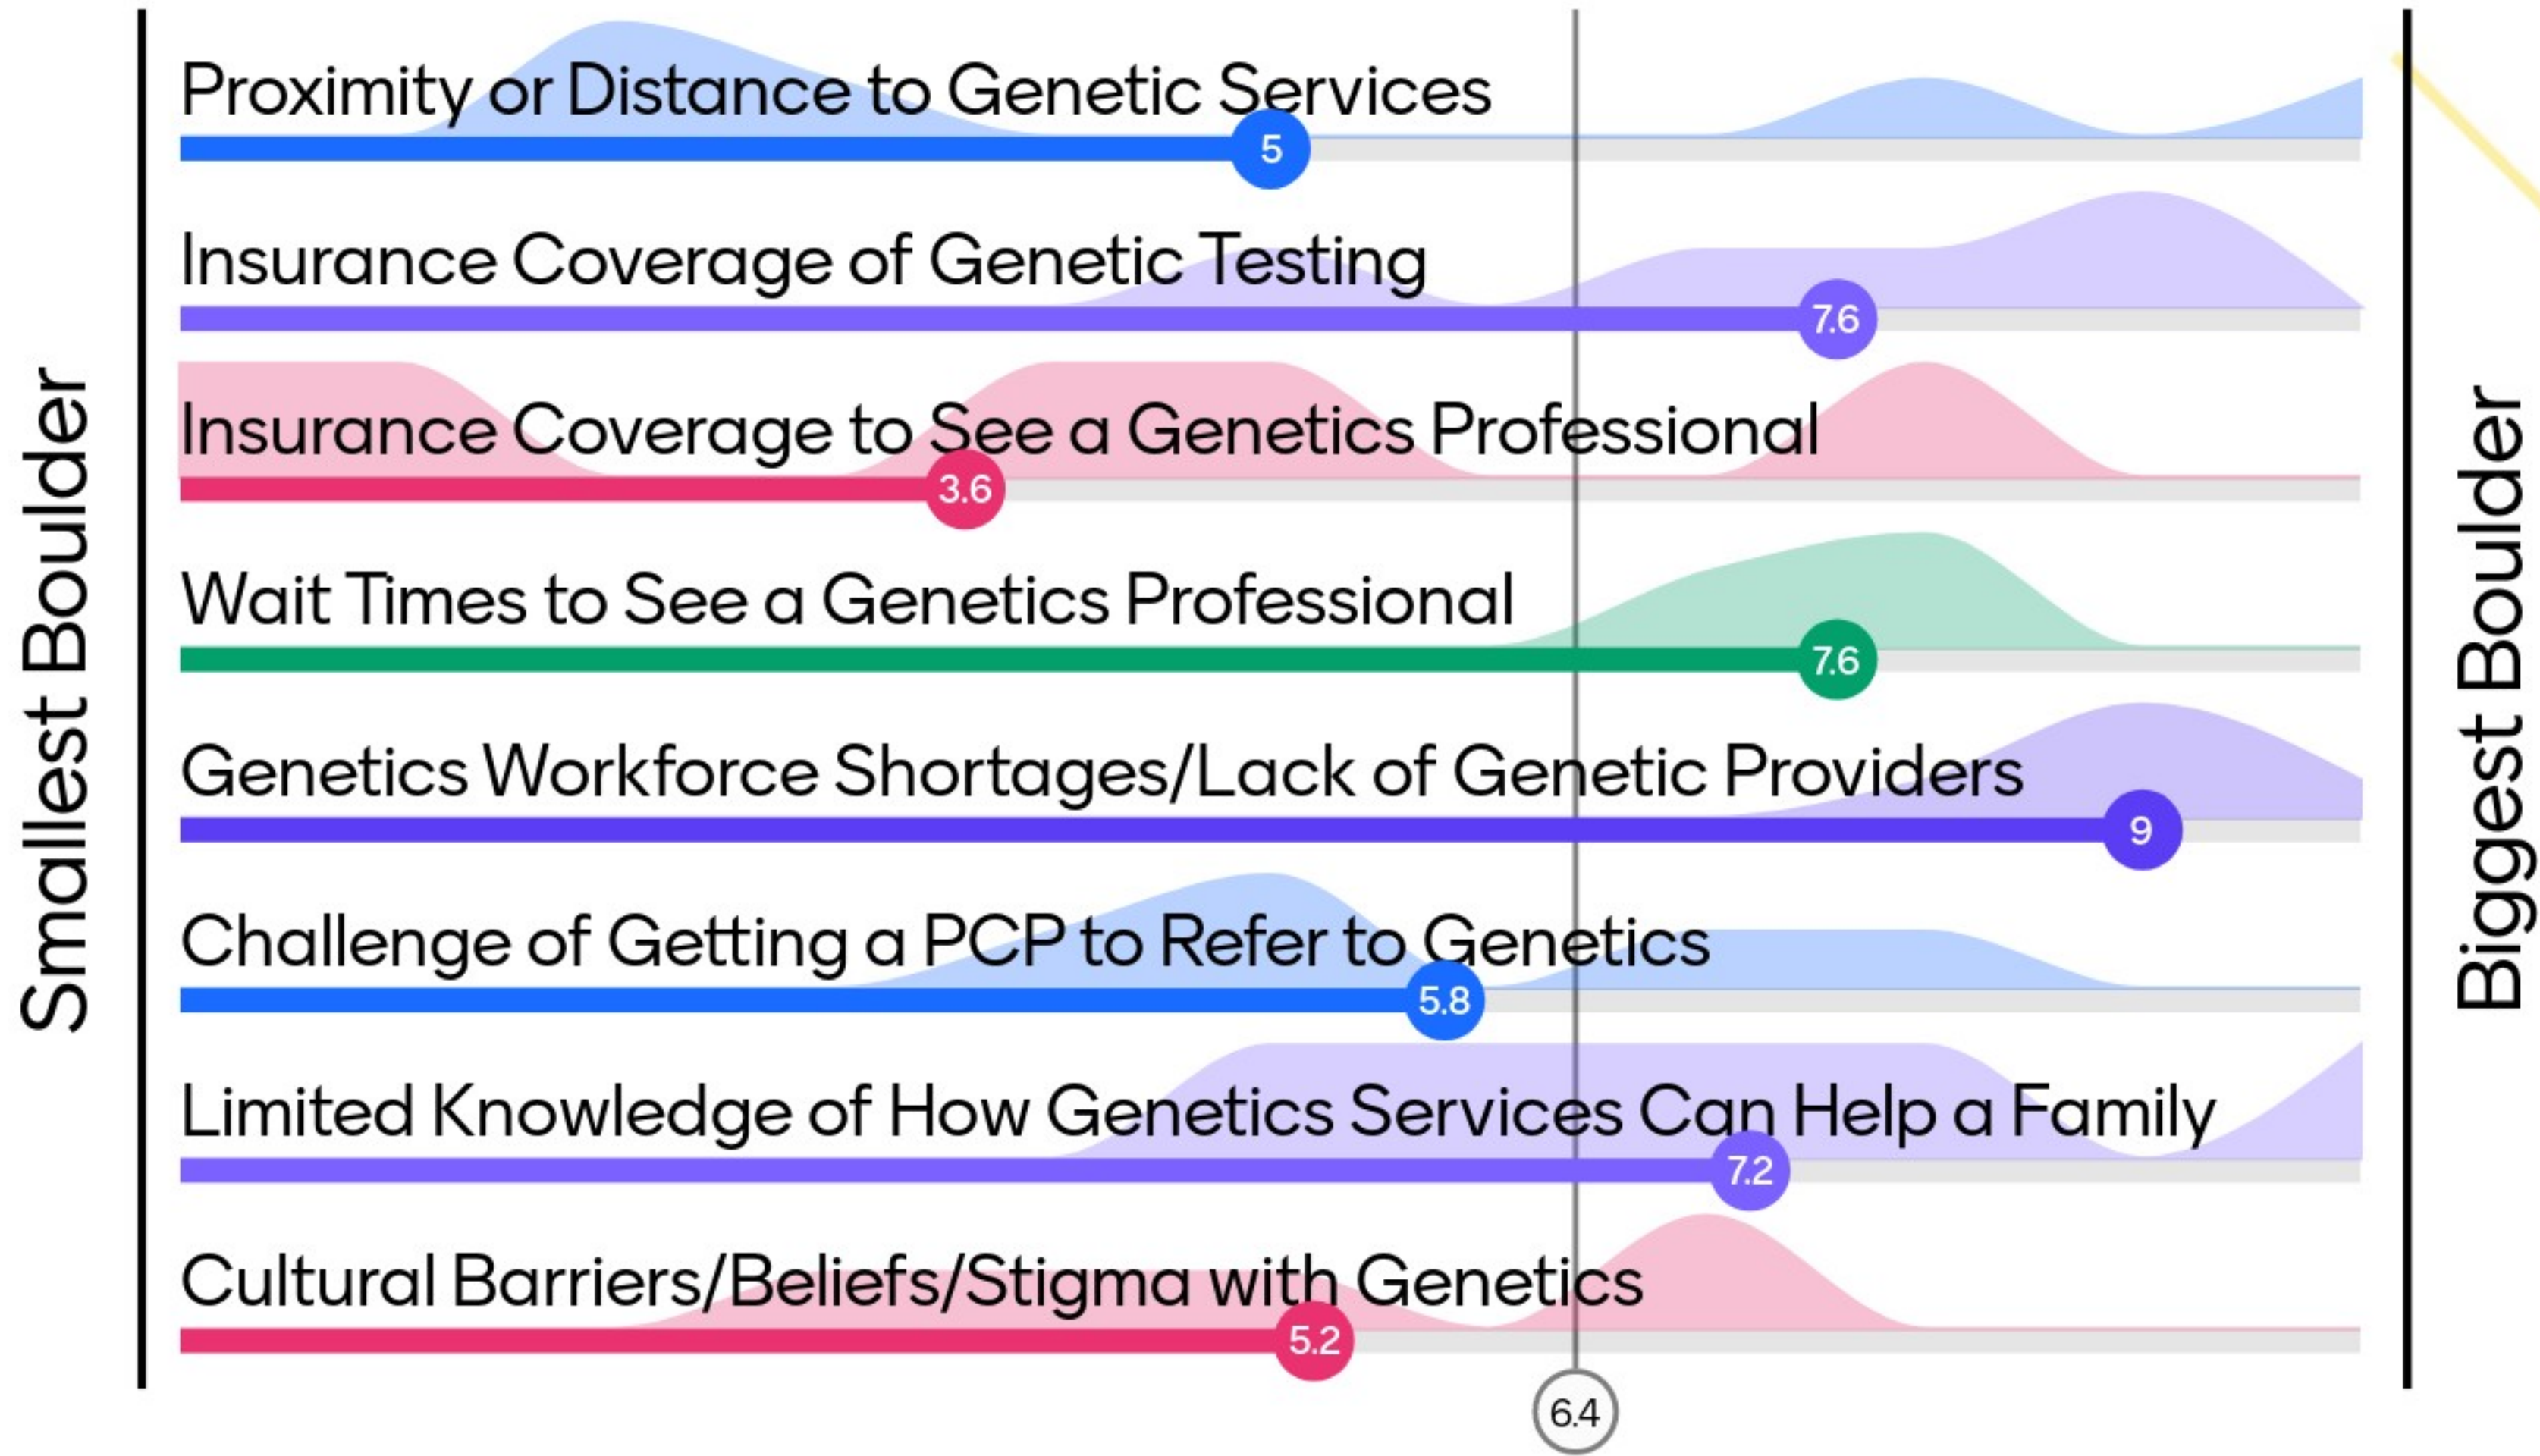 Smallest Boulder
Proximity or Distance to Genetic Services
5
Insurance Coverage of Genetic Testing
7.6
Insurance Coverage to See a Genetics Professional
3.6
Wait Times to See a Genetics Professional
7.6
Genetics Workforce Shortages/Lack of Genetic Providers
9
Challenge of Getting a PCP to Refer to Genetics
5.8
Limited Knowledge of How Genetics Services Can Help a Family
7.2
Cultural Barriers/Beliefs/Stigma with Genetics
5.2
6.4
Biggest Boulder